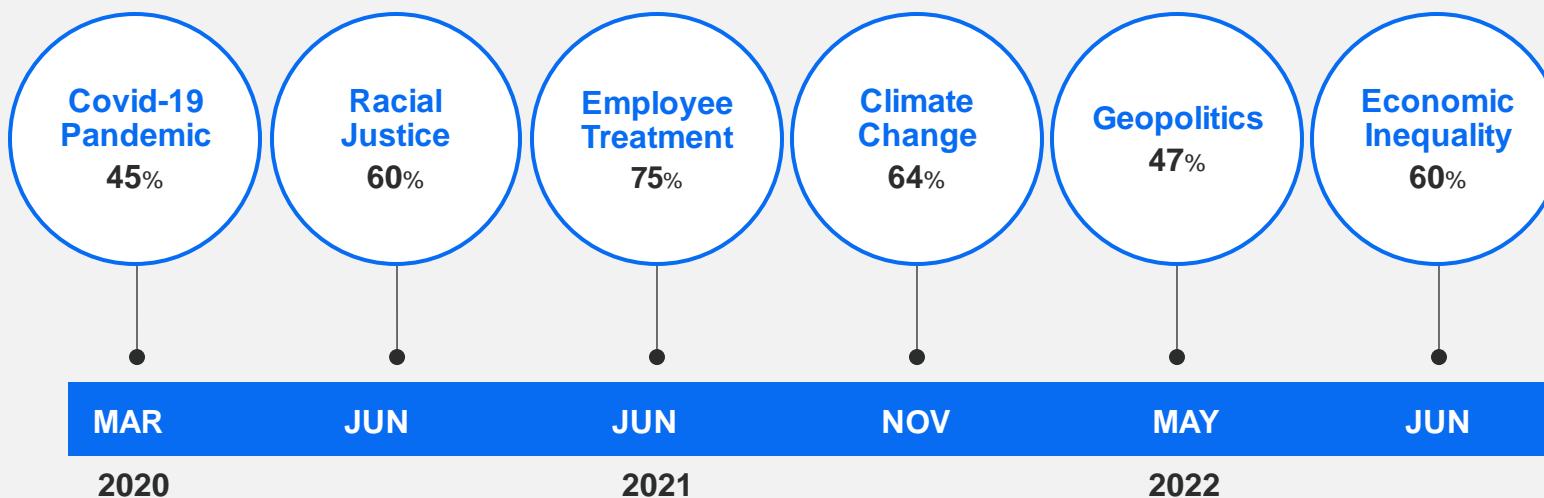 Covid-19
Pandemic
45%
Racial
Justice
60%
Employee
Treatment
75%
Climate
Change
64%
Geopolitics
47%
Economic
Inequality
60%
MAR JUN JUN NOV MAY JUN
2020 2021 2022